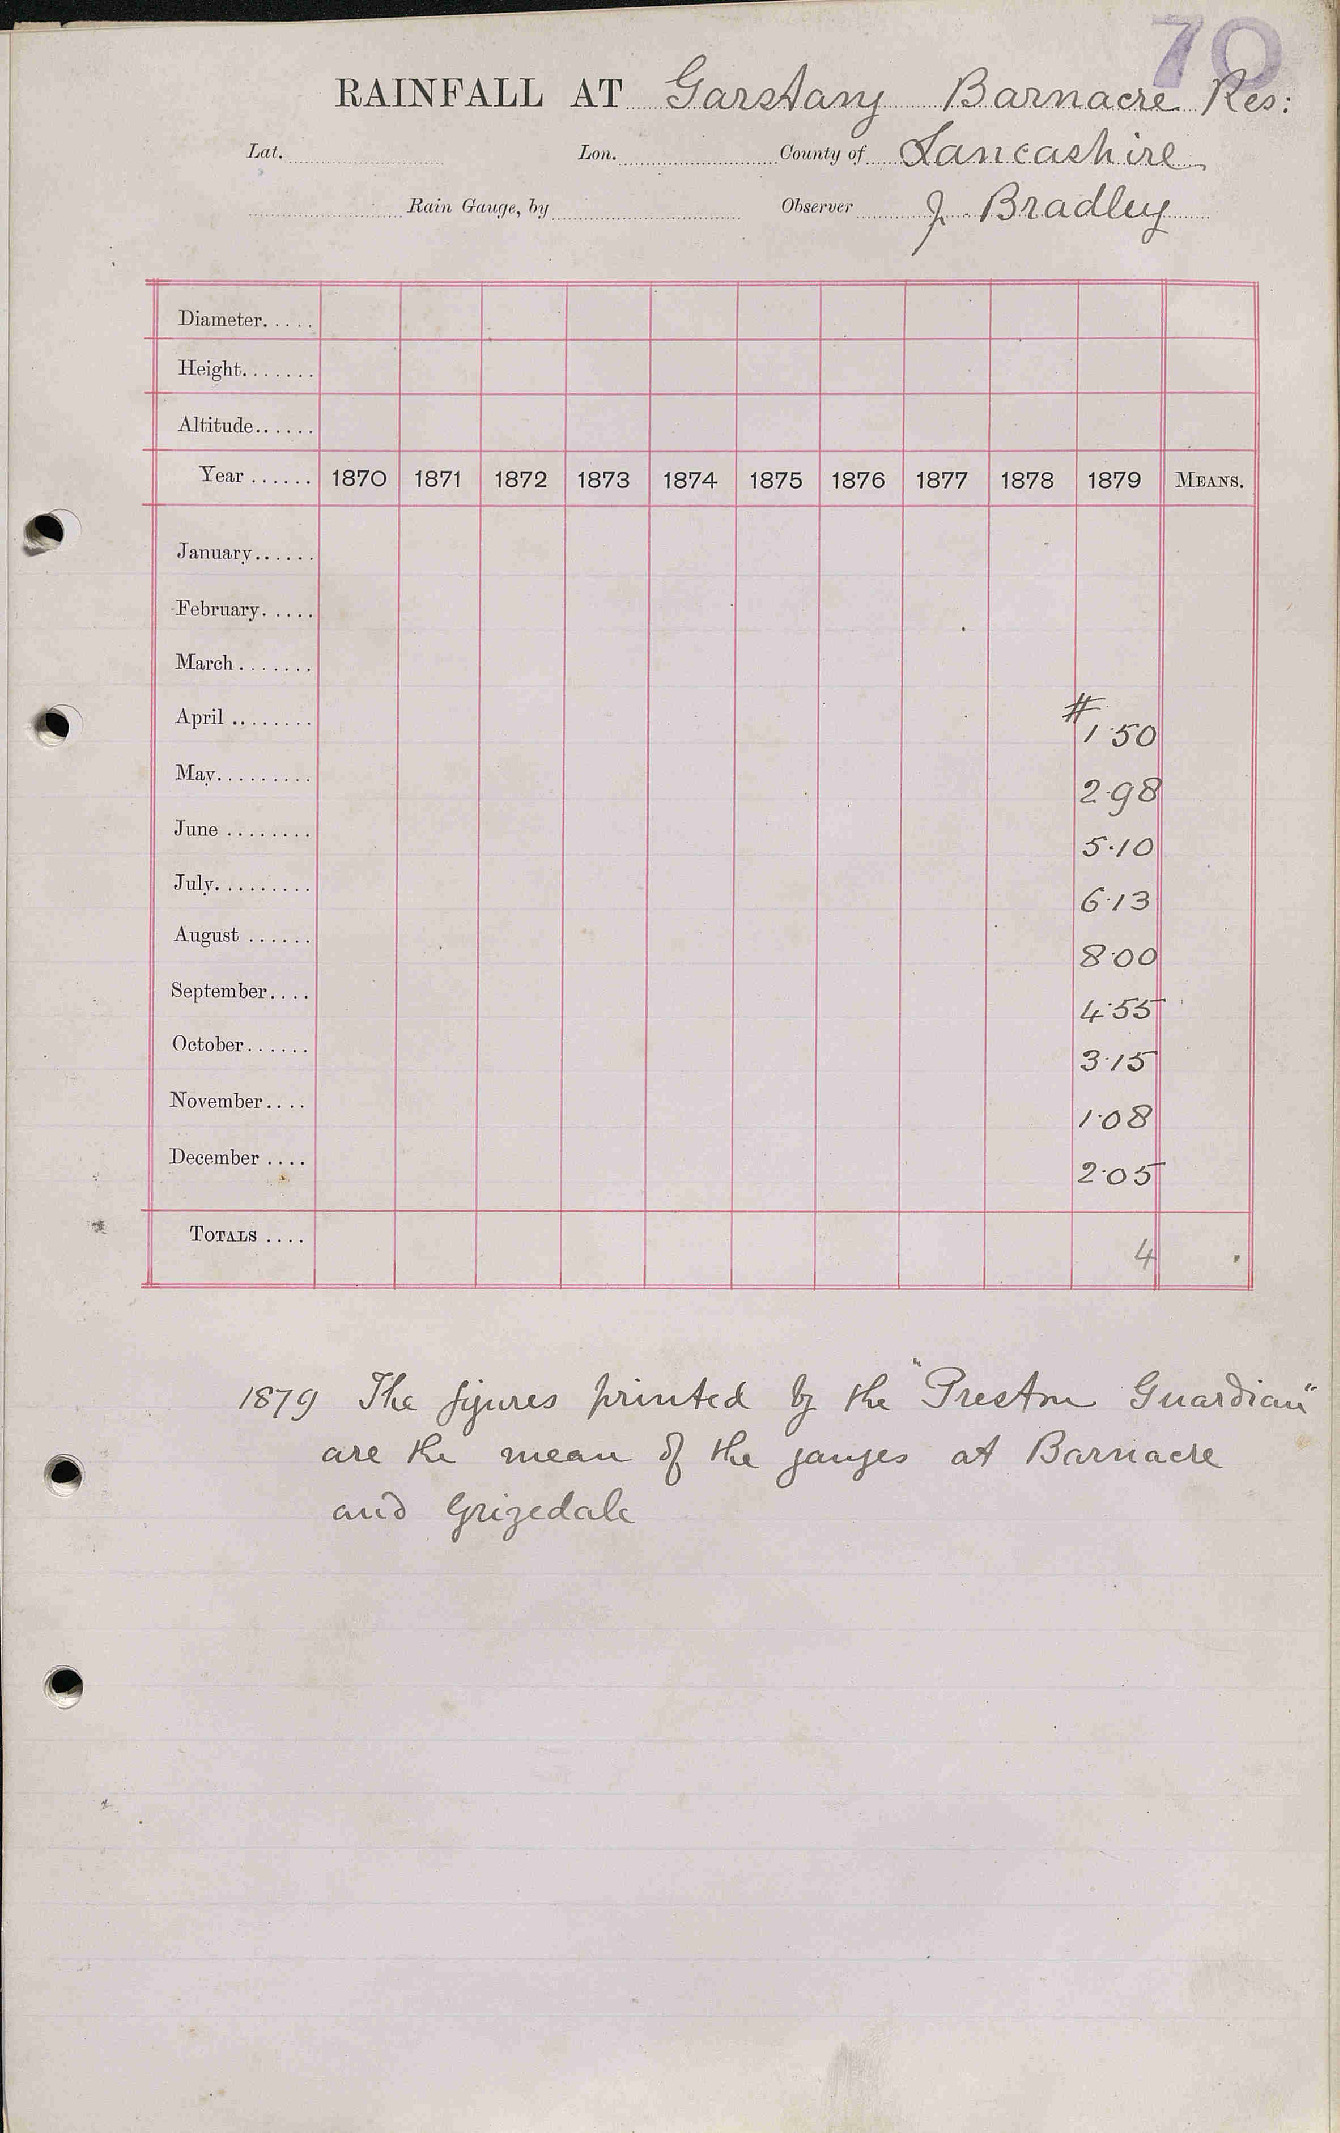 70
RAINFALL AT Garstang Barnacre Res:
Lat. Lon. County of Lancashire
Rain Gauge, by Observer J. Bradley
Diameter.....
Height.......
Altitude......
Year ...... 1870 1871 1872 1873 1874 1875 1876 1877 1878 1879 MEANS.
January......
February.....
March.......
April ........ # 1·50
May......... 2·98
June ........ 5·10
July......... 6·13
August ...... 8·00
September.... 4·55
October...... 3·15
November.... 1·08
December .... 2·05
TOTALS .... 4
1879 The figures printed by the "Preston Guardian"
are the mean of the gauges at Barnacre
and Grizedale